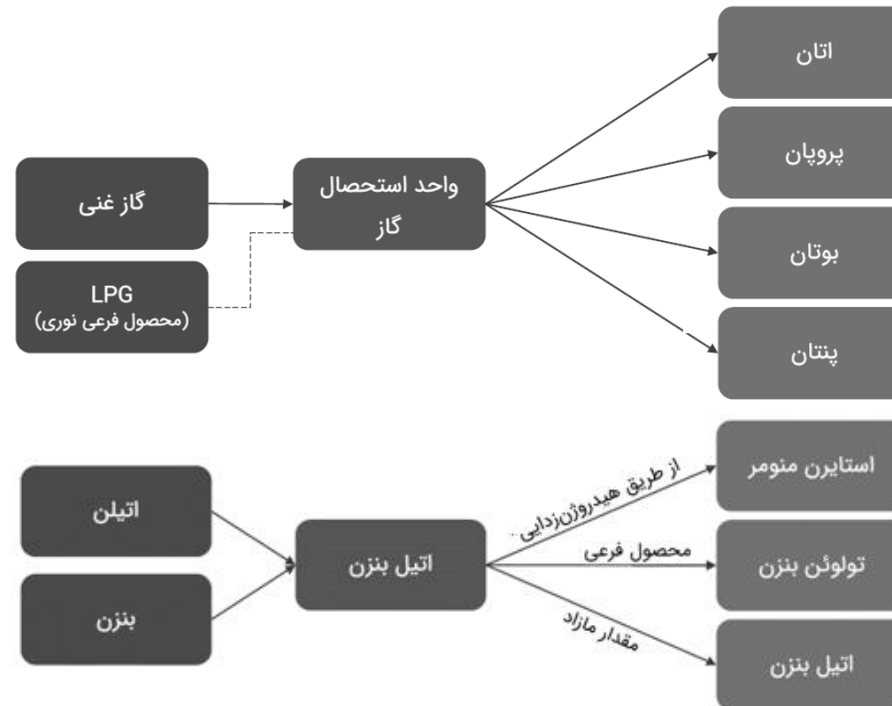 اتان
پروپان
گاز غنی
واحد استحصال
گاز
بوتان
LPG
(محصول فرعی نوری)
پنتان
استایرن منومر
از طریق هیدروژن‌زدایی
اتیلن
محصول فرعی
تولوئن بنزن
اتیل بنزن
بنزن
مقدار مازاد
اتیل بنزن